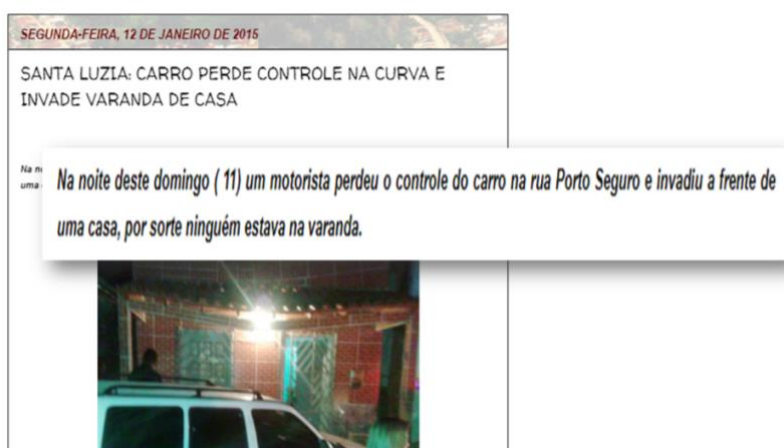 SEGUNDA-FEIRA, 12 DE JANEIRO DE 2015
SANTA LUZIA: CARRO PERDE CONTROLE NA CURVA E
INVADE VARANDA DE CASA
Na noite deste domingo ( 11) um motorista perdeu o controle do carro na rua Porto Seguro e invadiu a frente de
uma casa, por sorte ninguém estava na varanda.